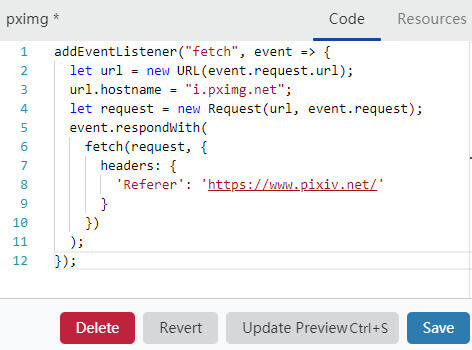 pximg *
Code
Resources
1 addEventListener("fetch", event => {
2 let url = new URL(event.request.url);
3 url.hostname = "i.pximg.net";
4 let request = new Request(url, event.request);
5 event.respondWith(
6 fetch(request, {
7 headers: {
8 'Referer': 'https://www.pixiv.net/'
9 }
10 })
11 );
12 });
Delete
Revert
Update Preview Ctrl+S
Save